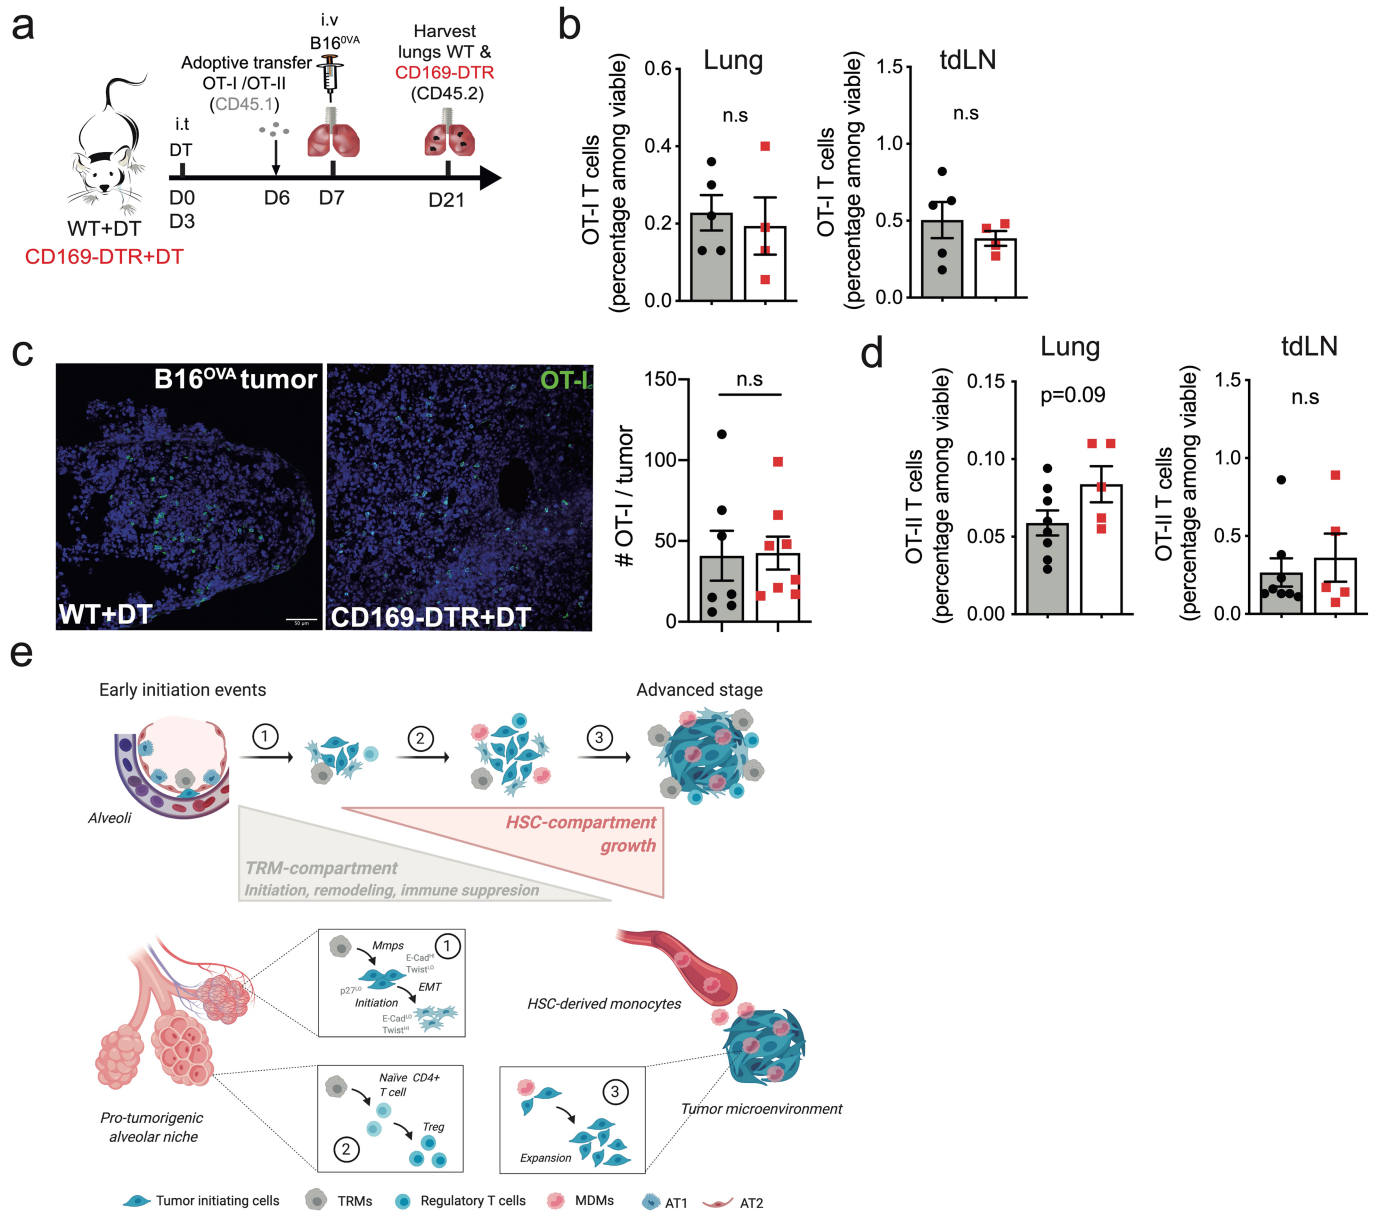 a
i.v
B16OVA
Adoptive transfer
OT-I /OT-II
(CD45.1)
Harvest
lungs WT &
CD169-DTR
(CD45.2)
i.t
DT
D0
D3
D6
D7
D21
WT+DT
CD169-DTR+DT
b
Lung
n.s
OT-I T cells
(percentage among viable)
0.6
0.4
0.2
0.0
tdLN
n.s
OT-I T cells
(percentage among viable)
1.5
1.0
0.5
0.0
c
B16OVA tumor
WT+DT
50 µm
OT-I
CD169-DTR+DT
n.s
# OT-I / tumor
150
100
50
0
d
Lung
p=0.09
OT-II T cells
(percentage among viable)
0.15
0.10
0.05
0.00
tdLN
n.s
OT-II T cells
(percentage among viable)
1.5
1.0
0.5
0.0
e
Early initiation events
Advanced stage
1
2
3
Alveoli
HSC-compartment
growth
TRM-compartment
Initiation, remodeling, immune suppresion
1
Mmps
E-CadHI
TwistLO
p27LO
EMT
Initiation
E-CadLO
TwistHI
HSC-derived monocytes
Naïve CD4+
T cell
Treg
2
3
Expansion
Pro-tumorigenic
alveolar niche
Tumor microenvironment
Tumor initiating cells
TRMs
Regulatory T cells
MDMs
AT1
AT2